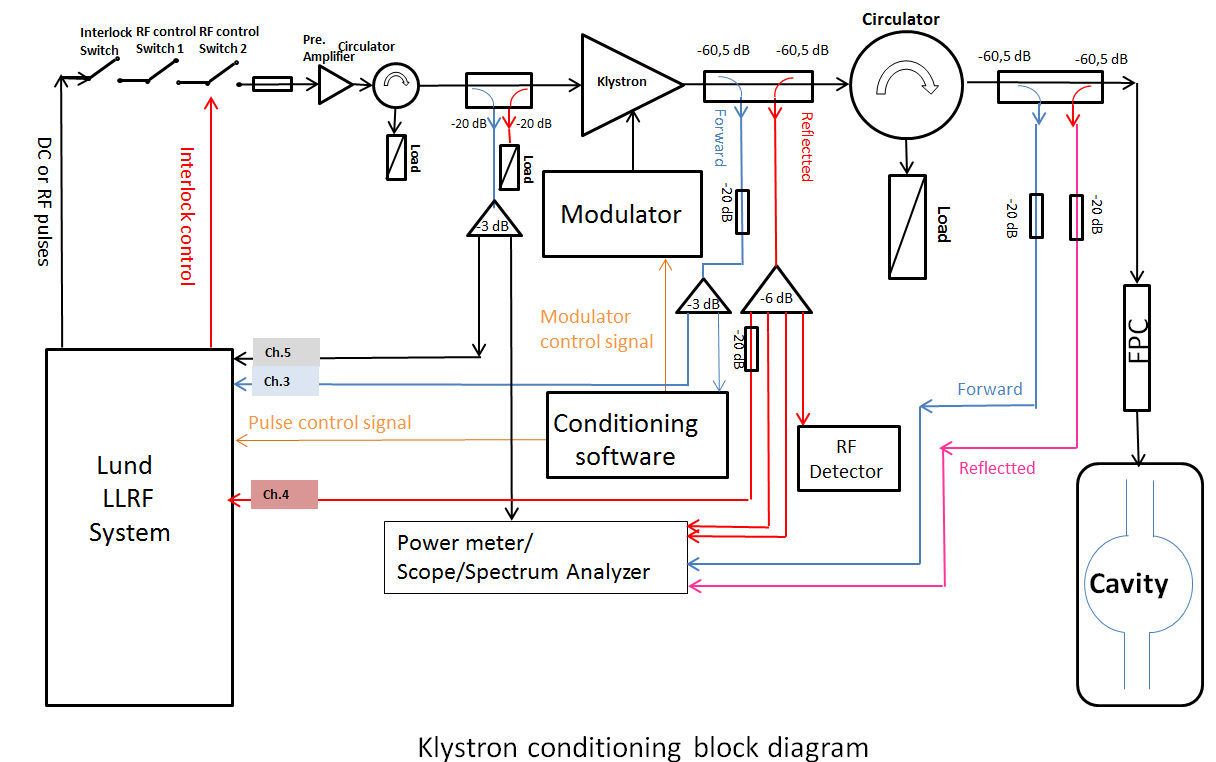 Circulator
Interlock
Switch
RF control
Switch 1
RF control
Switch 2
Pre.
Amplifier
Circulator
-60,5 dB
-60,5 dB
-60,5 dB
-60,5 dB
Klystron
-20 dB
-20 dB
Load
Load
Load
DC or RF pulses
Interlock control
Forward
Reflectted
-20 dB
-20 dB
-20 dB
Modulator
-3 dB
-3 dB
-6 dB
-20 dB
Modulator
control signal
FPC
Ch.5
Ch.3
Forward
Pulse control signal
Conditioning
software
RF
Detector
Reflectted
Lund
LLRF
System
Ch.4
Power meter/
Scope/Spectrum Analyzer
Cavity
Klystron conditioning block diagram